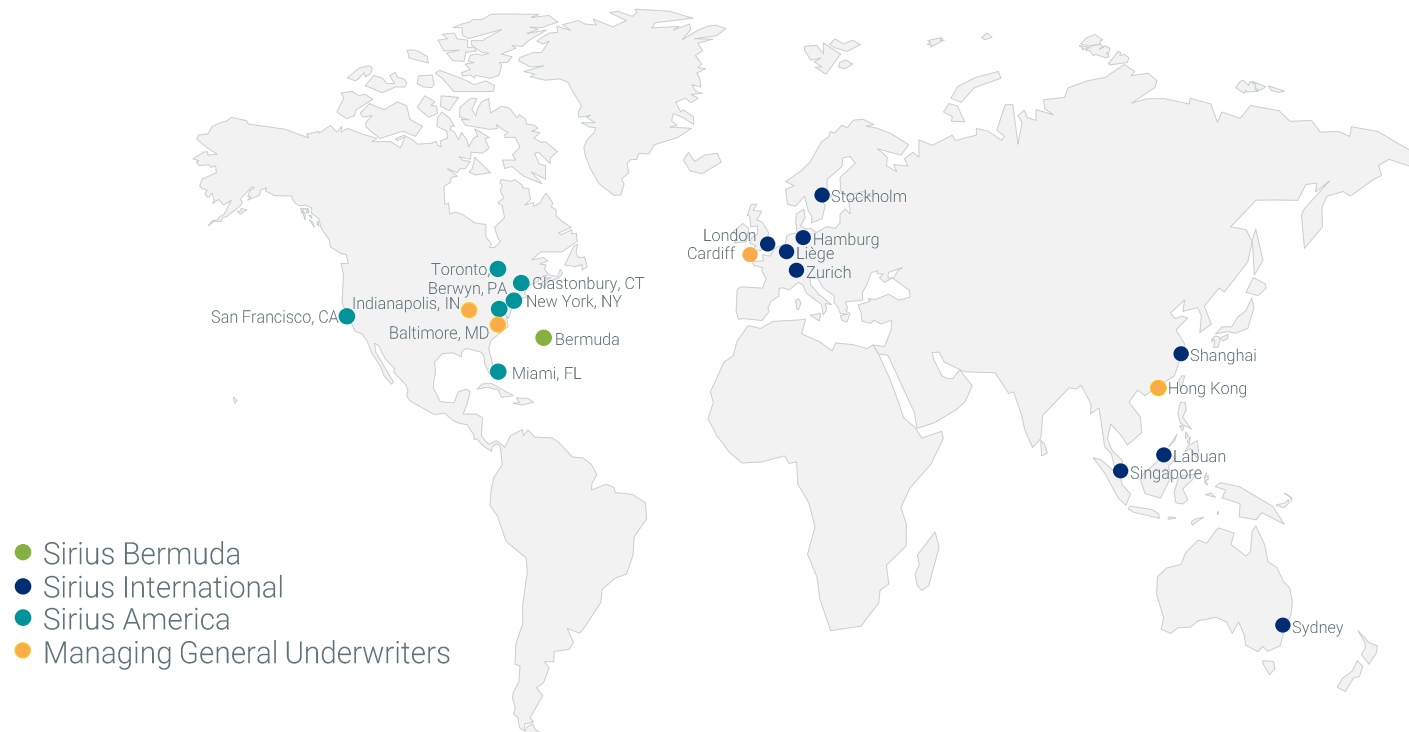 Stockholm
London
Hamburg
Cardiff
Liège
Zurich
Toronto,
Glastonbury, CT
Berwyn, PA
New York, NY
Indianapolis, IN
San Francisco, CA
Baltimore, MD
Bermuda
Miami, FL
Shanghai
Hong Kong
Labuan
Singapore
Sirius Bermuda
Sirius International
Sirius America
Managing General Underwriters
Sydney